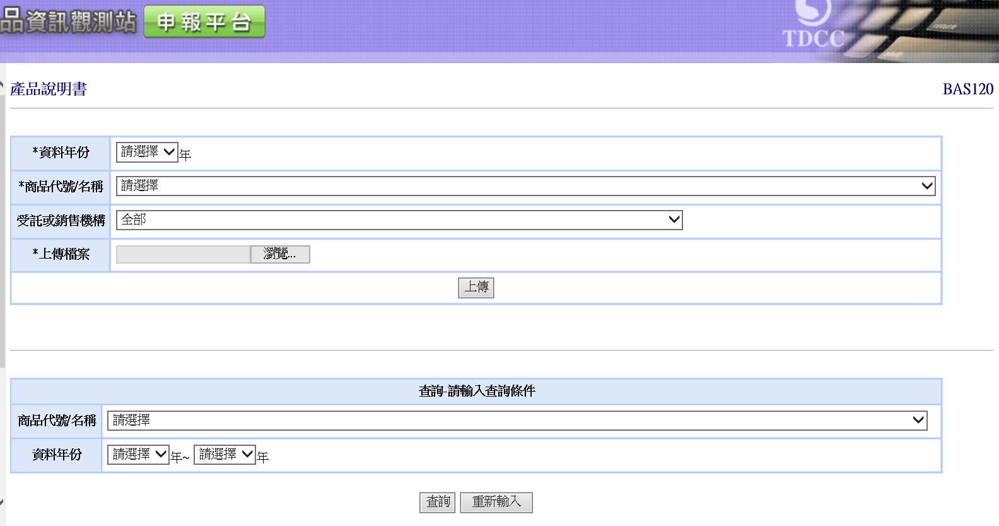 品資訊觀測站 申報平台
TDCC
產品說明書 BAS120
*資料年份 請選擇 年
*商品代號/名稱 請選擇
受託或銷售機構 全部
*上傳檔案 瀏覽...
上傳
查詢-請輸入查詢條件
商品代號/名稱 請選擇
資料年份 請選擇 年~ 請選擇 年
查詢 重新輸入